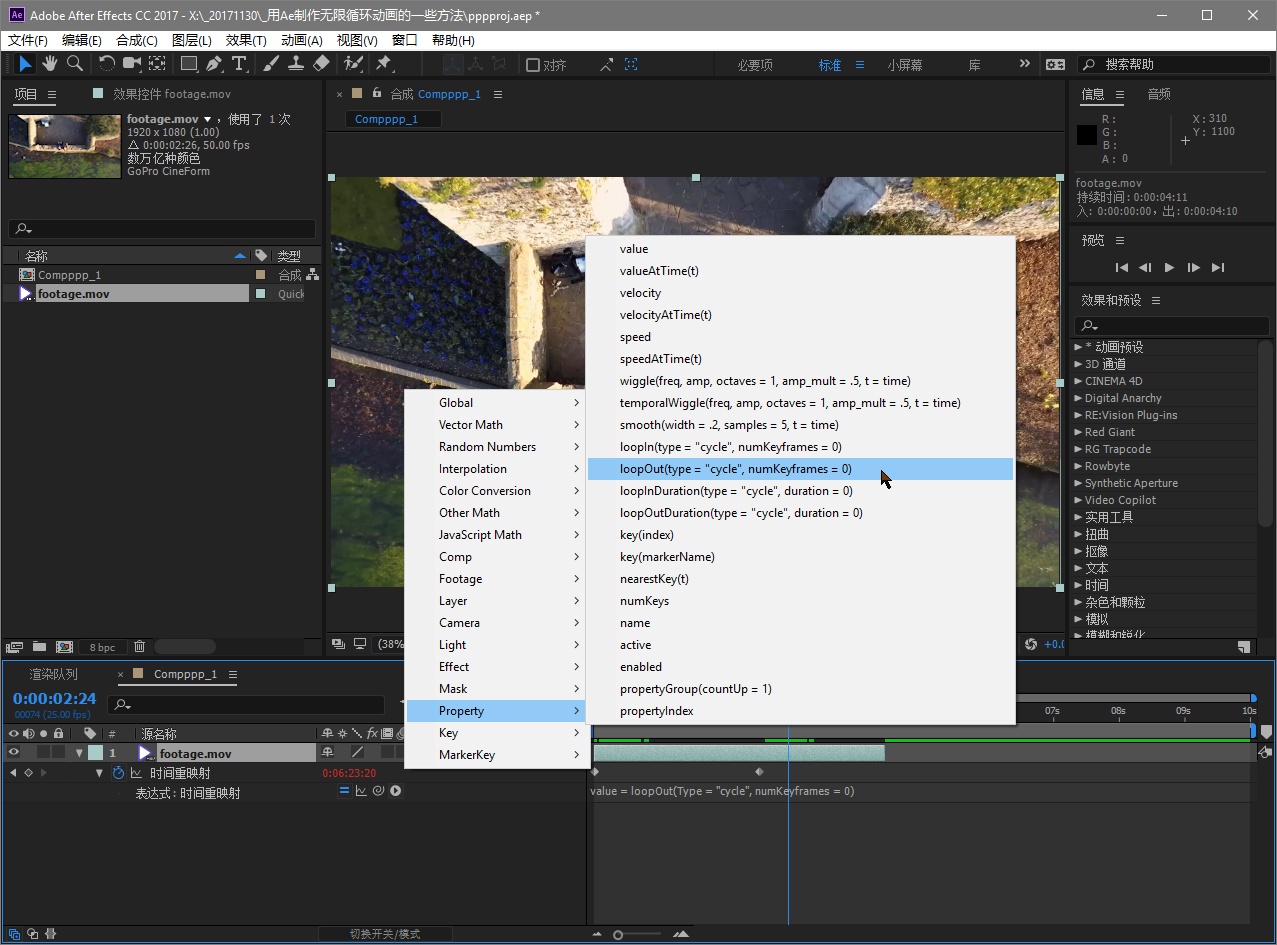 Adobe After Effects CC 2017 - X:\_20171130\_用Ae制作无限循环动画的一些方法\ppproj.aep *
文件(F) 编辑(E) 合成(C) 图层(L) 效果(T) 动画(A) 视图(V) 窗口 帮助(H)
对齐 必要项 标准 小屏幕 库 搜索帮助
项目 效果控件 footage.mov
footage.mov ，使用了 1 次
1920 x 1080 (1.00)
Δ 0:00:02:26, 50.00 fps
数万亿种颜色
GoPro CineForm
名称 类型
Compppp_1 合成
footage.mov Quick
8 bpc
合成 Compppp_1
Compppp_1
(38%
+0.0
信息 音频
R :
G :
B :
A : 0
X : 310
Y : 1100
footage.mov
持续时间 : 0:00:04:11
入: 0:00:00:00，出: 0:00:04:10
预览
效果和预设
* 动画预设
3D 通道
CINEMA 4D
Digital Anarchy
RE:Vision Plug-ins
Red Giant
RG Trapcode
Rowbyte
Synthetic Aperture
Video Copilot
实用工具
扭曲
抠像
文本
时间
杂色和颗粒
模拟
模糊和锐化
Global
Vector Math
Random Numbers
Interpolation
Color Conversion
Other Math
JavaScript Math
Comp
Footage
Layer
Camera
Light
Effect
Mask
Property
Key
MarkerKey
value
valueAtTime(t)
velocity
velocityAtTime(t)
speed
speedAtTime(t)
wiggle(freq, amp, octaves = 1, amp_mult = .5, t = time)
temporalWiggle(freq, amp, octaves = 1, amp_mult = .5, t = time)
smooth(width = .2, samples = 5, t = time)
loopIn(type = "cycle", numKeyframes = 0)
loopOut(type = "cycle", numKeyframes = 0)
loopInDuration(type = "cycle", duration = 0)
loopOutDuration(type = "cycle", duration = 0)
key(index)
key(markerName)
nearestKey(t)
numKeys
name
active
enabled
propertyGroup(countUp = 1)
propertyIndex
渲染队列 Compppp_1
0:00:02:24
00074 (25.00 fps)
07s 08s 09s 10s
# 源名称 fx
1 footage.mov
时间重映射 0:06:23:20
表达式 : 时间重映射
value = loopOut(Type = "cycle", numKeyframes = 0)
切换开关/模式